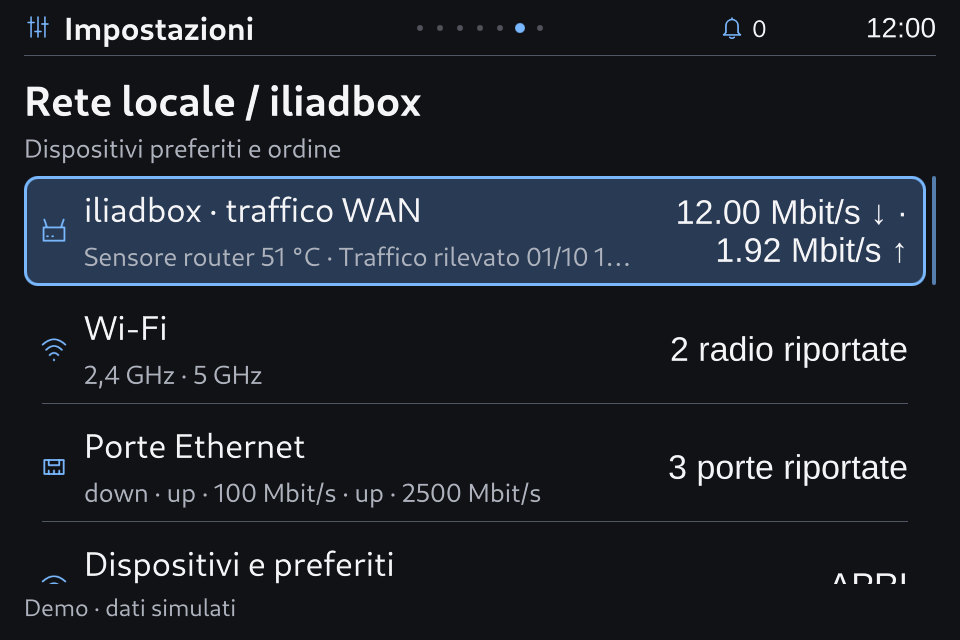 Impostazioni
0
12:00
Rete locale / iliadbox
Dispositivi preferiti e ordine
iliadbox · traffico WAN
12.00 Mbit/s ↓ ·
1.92 Mbit/s ↑
Sensore router 51 °C · Traffico rilevato 01/10 1…
Wi-Fi
2 radio riportate
2,4 GHz · 5 GHz
Porte Ethernet
3 porte riportate
down · up · 100 Mbit/s · up · 2500 Mbit/s
Dispositivi e preferiti
APRI
Demo · dati simulati